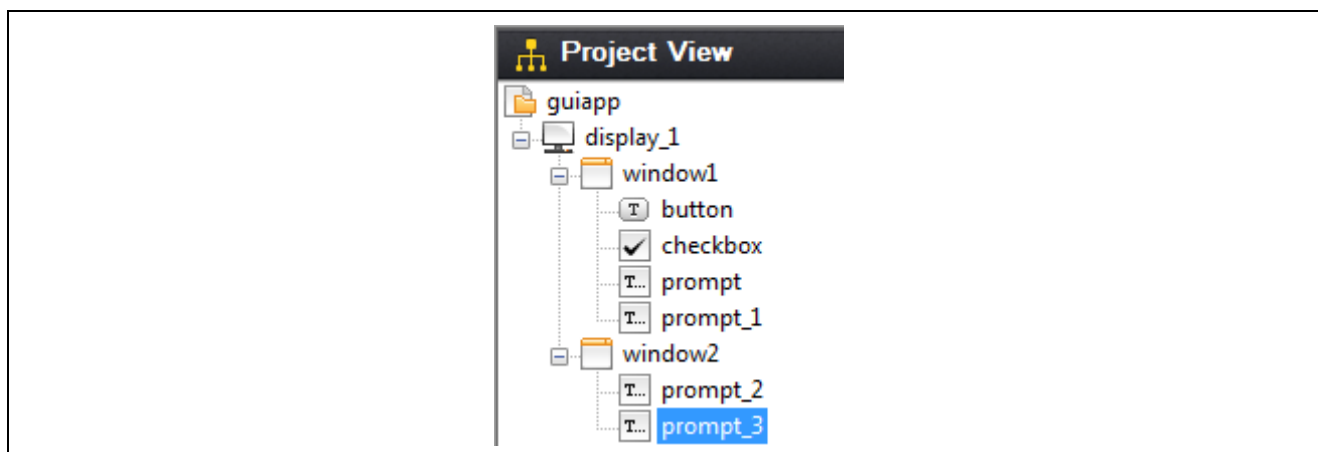 Project View
guiapp
display_1
window1
T button
checkbox
T... prompt
T... prompt_1
window2
T... prompt_2
T... prompt_3